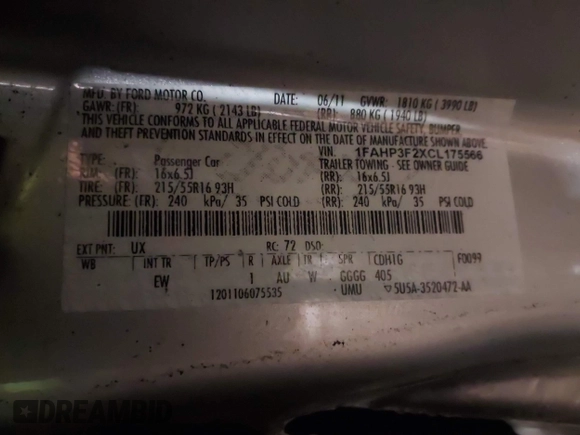 MFD. BY FORD MOTOR CO. DATE: 06/11 GVWR: 1810 KG ( 3990 LB)
GAWR: (FR): 972 KG ( 2143 LB) (RR): 880 KG ( 1940 LB)
THIS VEHICLE CONFORMS TO ALL APPLICABLE FEDERAL MOTOR VEHICLE SAFETY, BUMPER,
AND THEFT PREVENTION STANDARDS IN EFFECT ON THE DATE OF MANUFACTURE SHOWN ABOVE.
VIN: 1FAHP3F2XCL175566
TYPE: Passenger Car TRAILER TOWING - SEE OWNER GUIDE
RIM: (FR): 16x6.5J (RR): 16x6.5J
TIRE: (FR): 215/55R16 93H (RR): 215/55R16 93H
PRESSURE: (FR): 240 kPa/ 35 PSI COLD (RR): 240 kPa/ 35 PSI COLD
EXT PNT: UX RC: 72 DSO:
F0099
WB INT TR TP/PS R AXLE TR SPR CDH1G
EW 1 AU W GGGG 405
1201106075535 UMU 5U5A-3520472-AA
DREAMBID